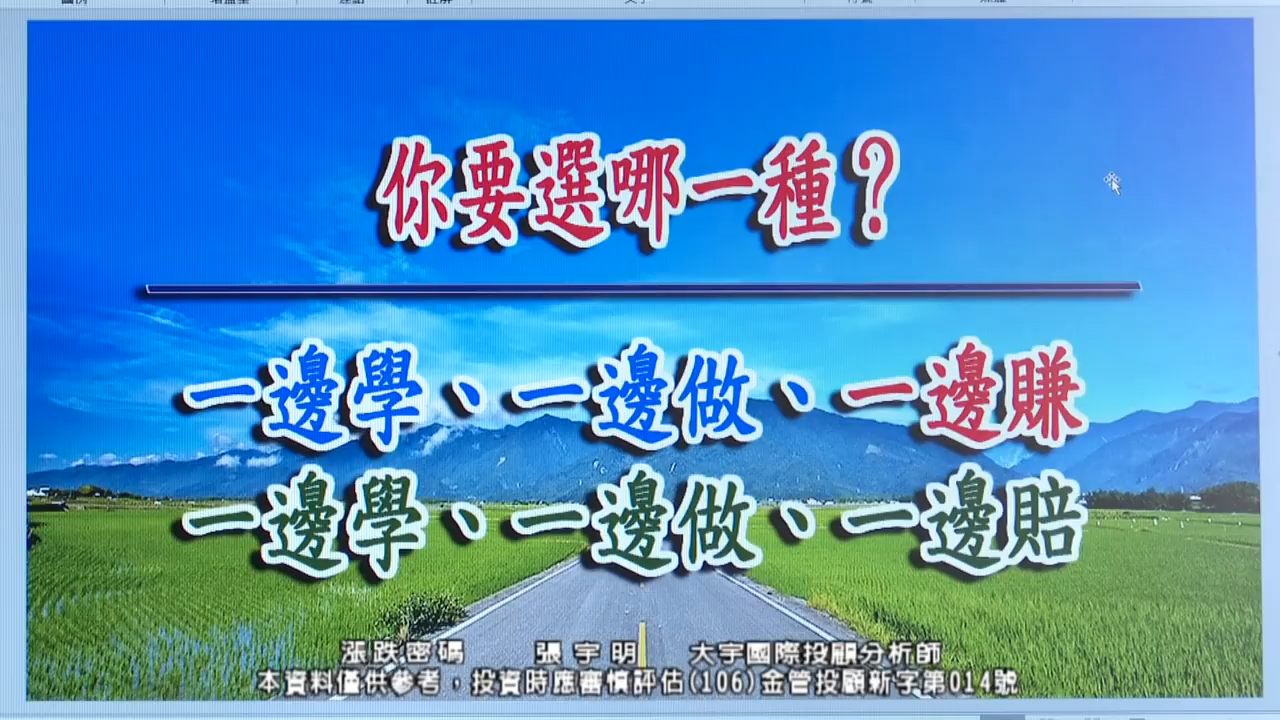 你要選哪一種？
一邊學、一邊做、一邊賺
一邊學、一邊做、一邊賠
漲跌密碼 張宇明 大宇國際投顧分析師
本資料僅供參考，投資時應審慎評估(106)金管投顧新字第014號